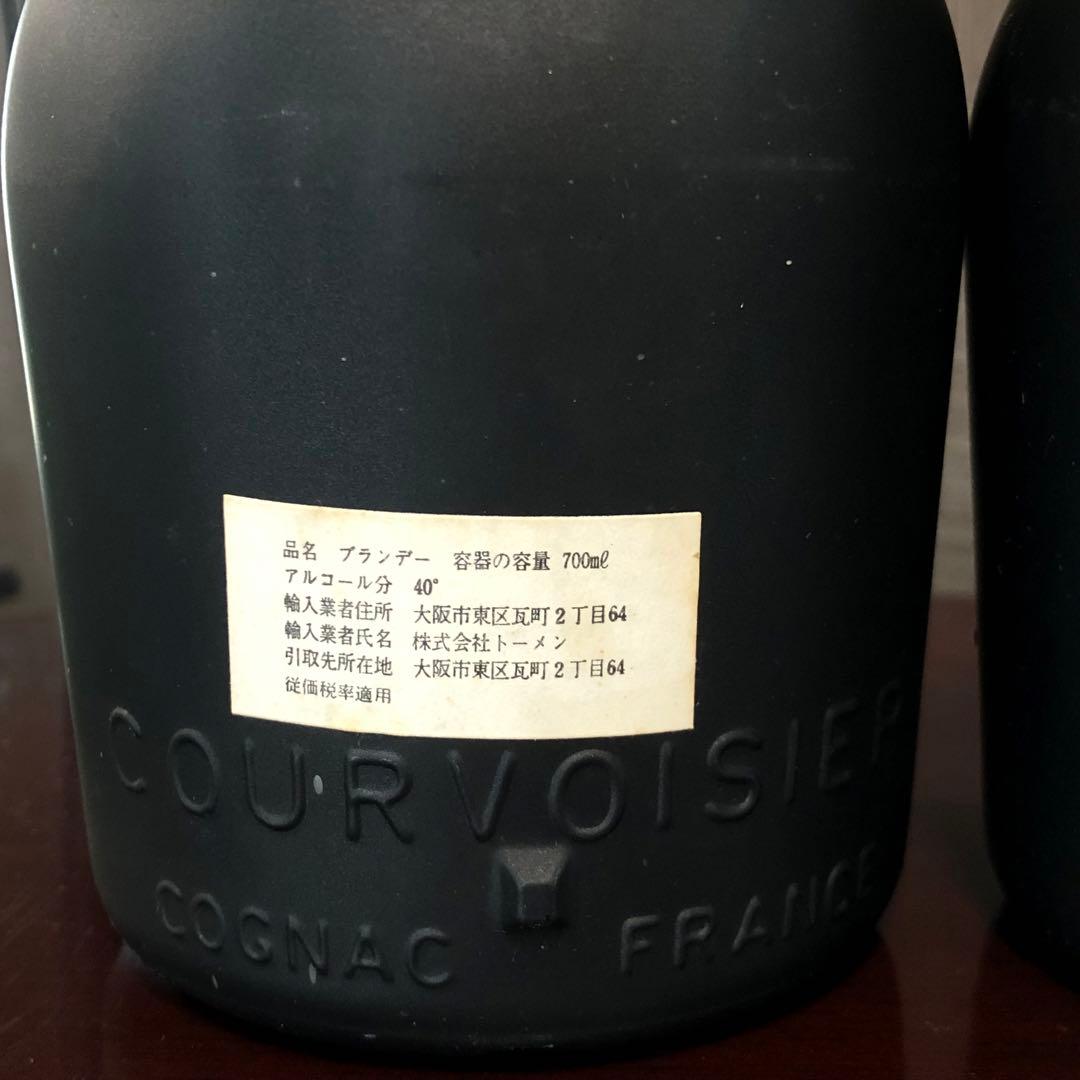 品名　ブランデー　容器の容量 700mℓ
アルコール分　40°
輸入業者住所　大阪市東区瓦町２丁目64
輸入業者氏名　株式会社トーメン
引取先所在地　大阪市東区瓦町２丁目64
従価税率適用
COURVOISIER
COGNAC　FRANCE